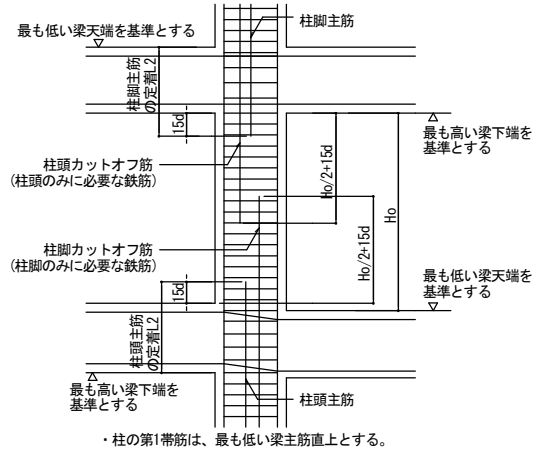 最も低い梁天端を基準とする
柱脚主筋
柱脚主筋
の定着L2
15d
最も高い梁下端を
基準とする
柱頭カットオフ筋
(柱頭のみに必要な鉄筋)
Ho/2+15d
Ho
柱脚カットオフ筋
(柱脚のみに必要な鉄筋)
Ho/2+15d
15d
最も低い梁天端を
基準とする
柱頭主筋
の定着L2
最も高い梁下端を
基準とする
柱頭主筋
・柱の第1帯筋は、最も低い梁主筋直上とする。